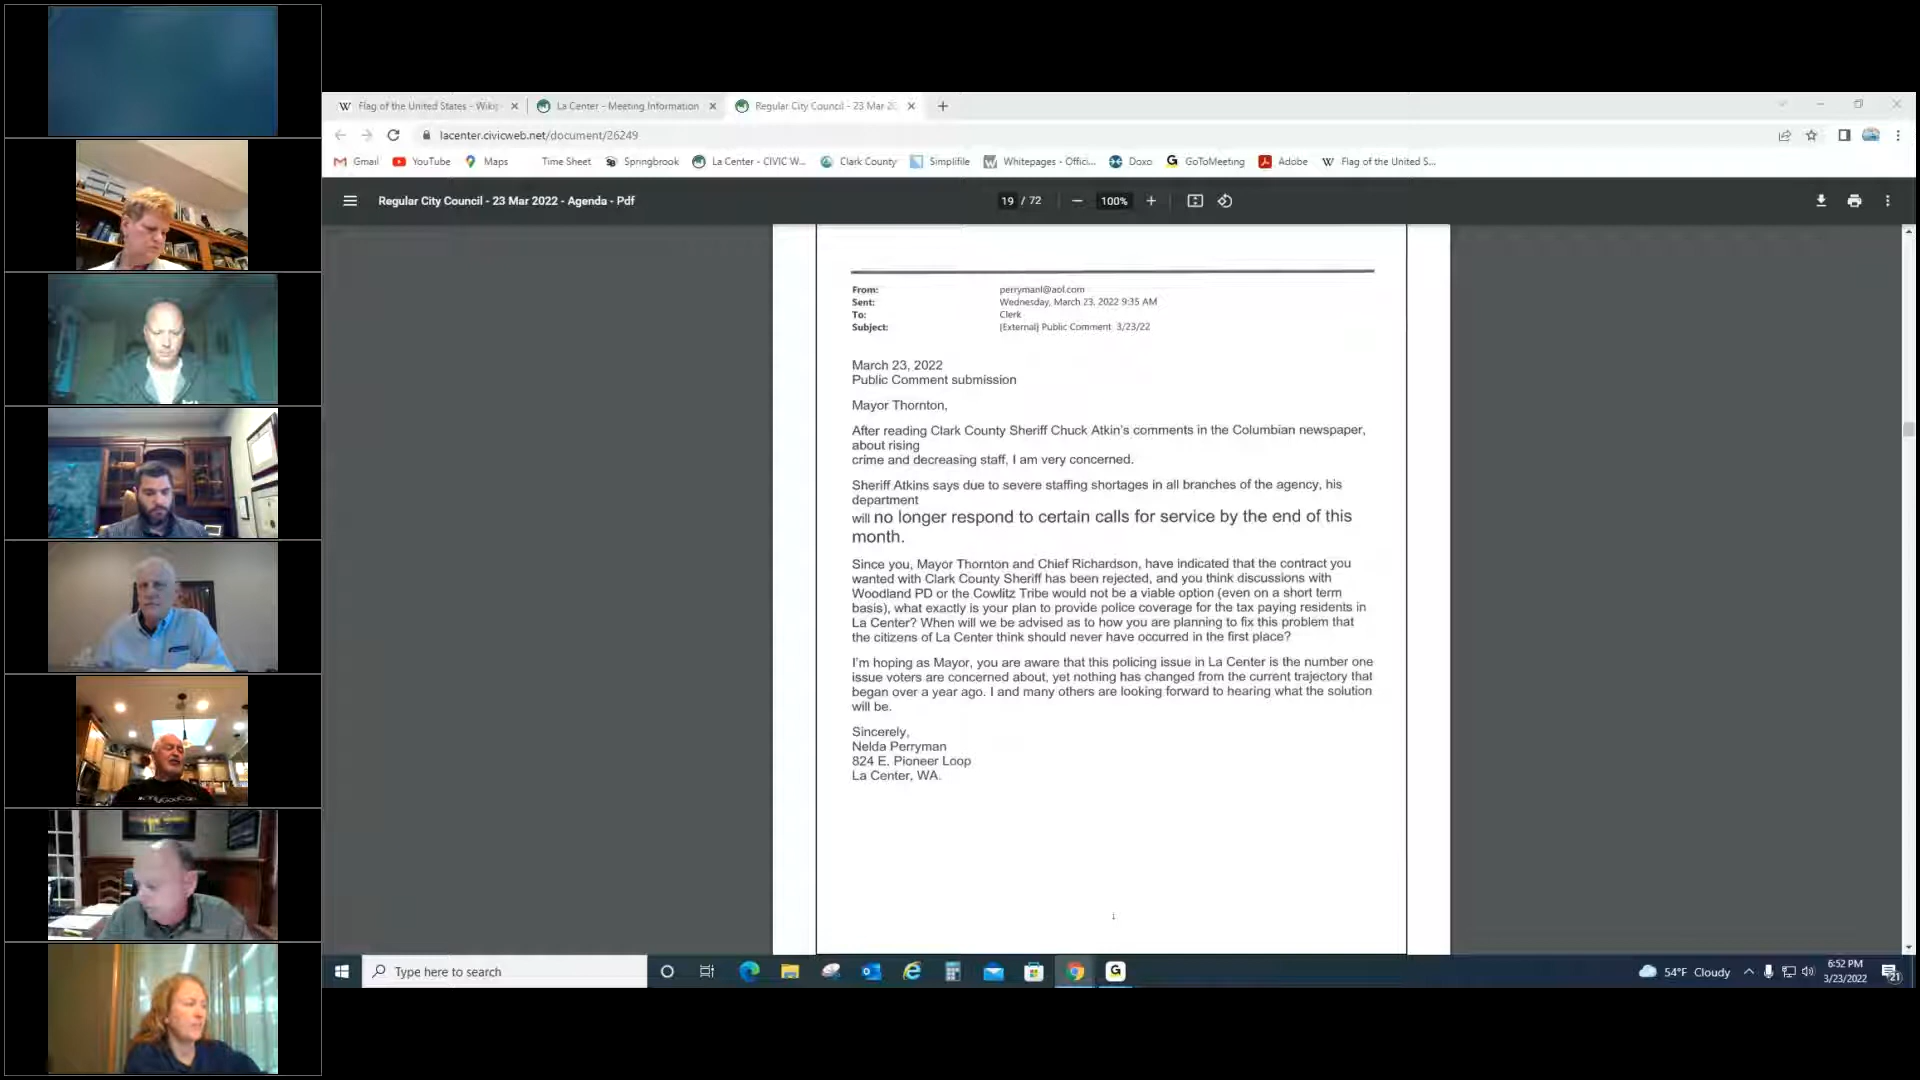 Flag of the United States - Wikip
La Center - Meeting Information
Regular City Council - 23 Mar 20
lacenter.civicweb.net/document/26249
Gmail YouTube Maps Time Sheet Springbrook La Center - CIVIC W... Clark County Simplifile Whitepages - Offici... Doxo GoToMeeting Adobe Flag of the United S...
Regular City Council - 23 Mar 2022 - Agenda - Pdf
19 / 72
100%
From: perrymanl@aol.com
Sent: Wednesday, March 23, 2022 9:35 AM
To: Clerk
Subject: [External] Public Comment 3/23/22
March 23, 2022
Public Comment submission
Mayor Thornton,
After reading Clark County Sheriff Chuck Atkin's comments in the Columbian newspaper,
about rising
crime and decreasing staff, I am very concerned.
Sheriff Atkins says due to severe staffing shortages in all branches of the agency, his
department
will no longer respond to certain calls for service by the end of this
month.
Since you, Mayor Thornton and Chief Richardson, have indicated that the contract you
wanted with Clark County Sheriff has been rejected, and you think discussions with
Woodland PD or the Cowlitz Tribe would not be a viable option (even on a short term
basis), what exactly is your plan to provide police coverage for the tax paying residents in
La Center? When will we be advised as to how you are planning to fix this problem that
the citizens of La Center think should never have occurred in the first place?
I'm hoping as Mayor, you are aware that this policing issue in La Center is the number one
issue voters are concerned about, yet nothing has changed from the current trajectory that
began over a year ago. I and many others are looking forward to hearing what the solution
will be.
Sincerely,
Nelda Perryman
824 E. Pioneer Loop
La Center, WA.
1
Type here to search
54°F Cloudy
6:52 PM
3/23/2022
21